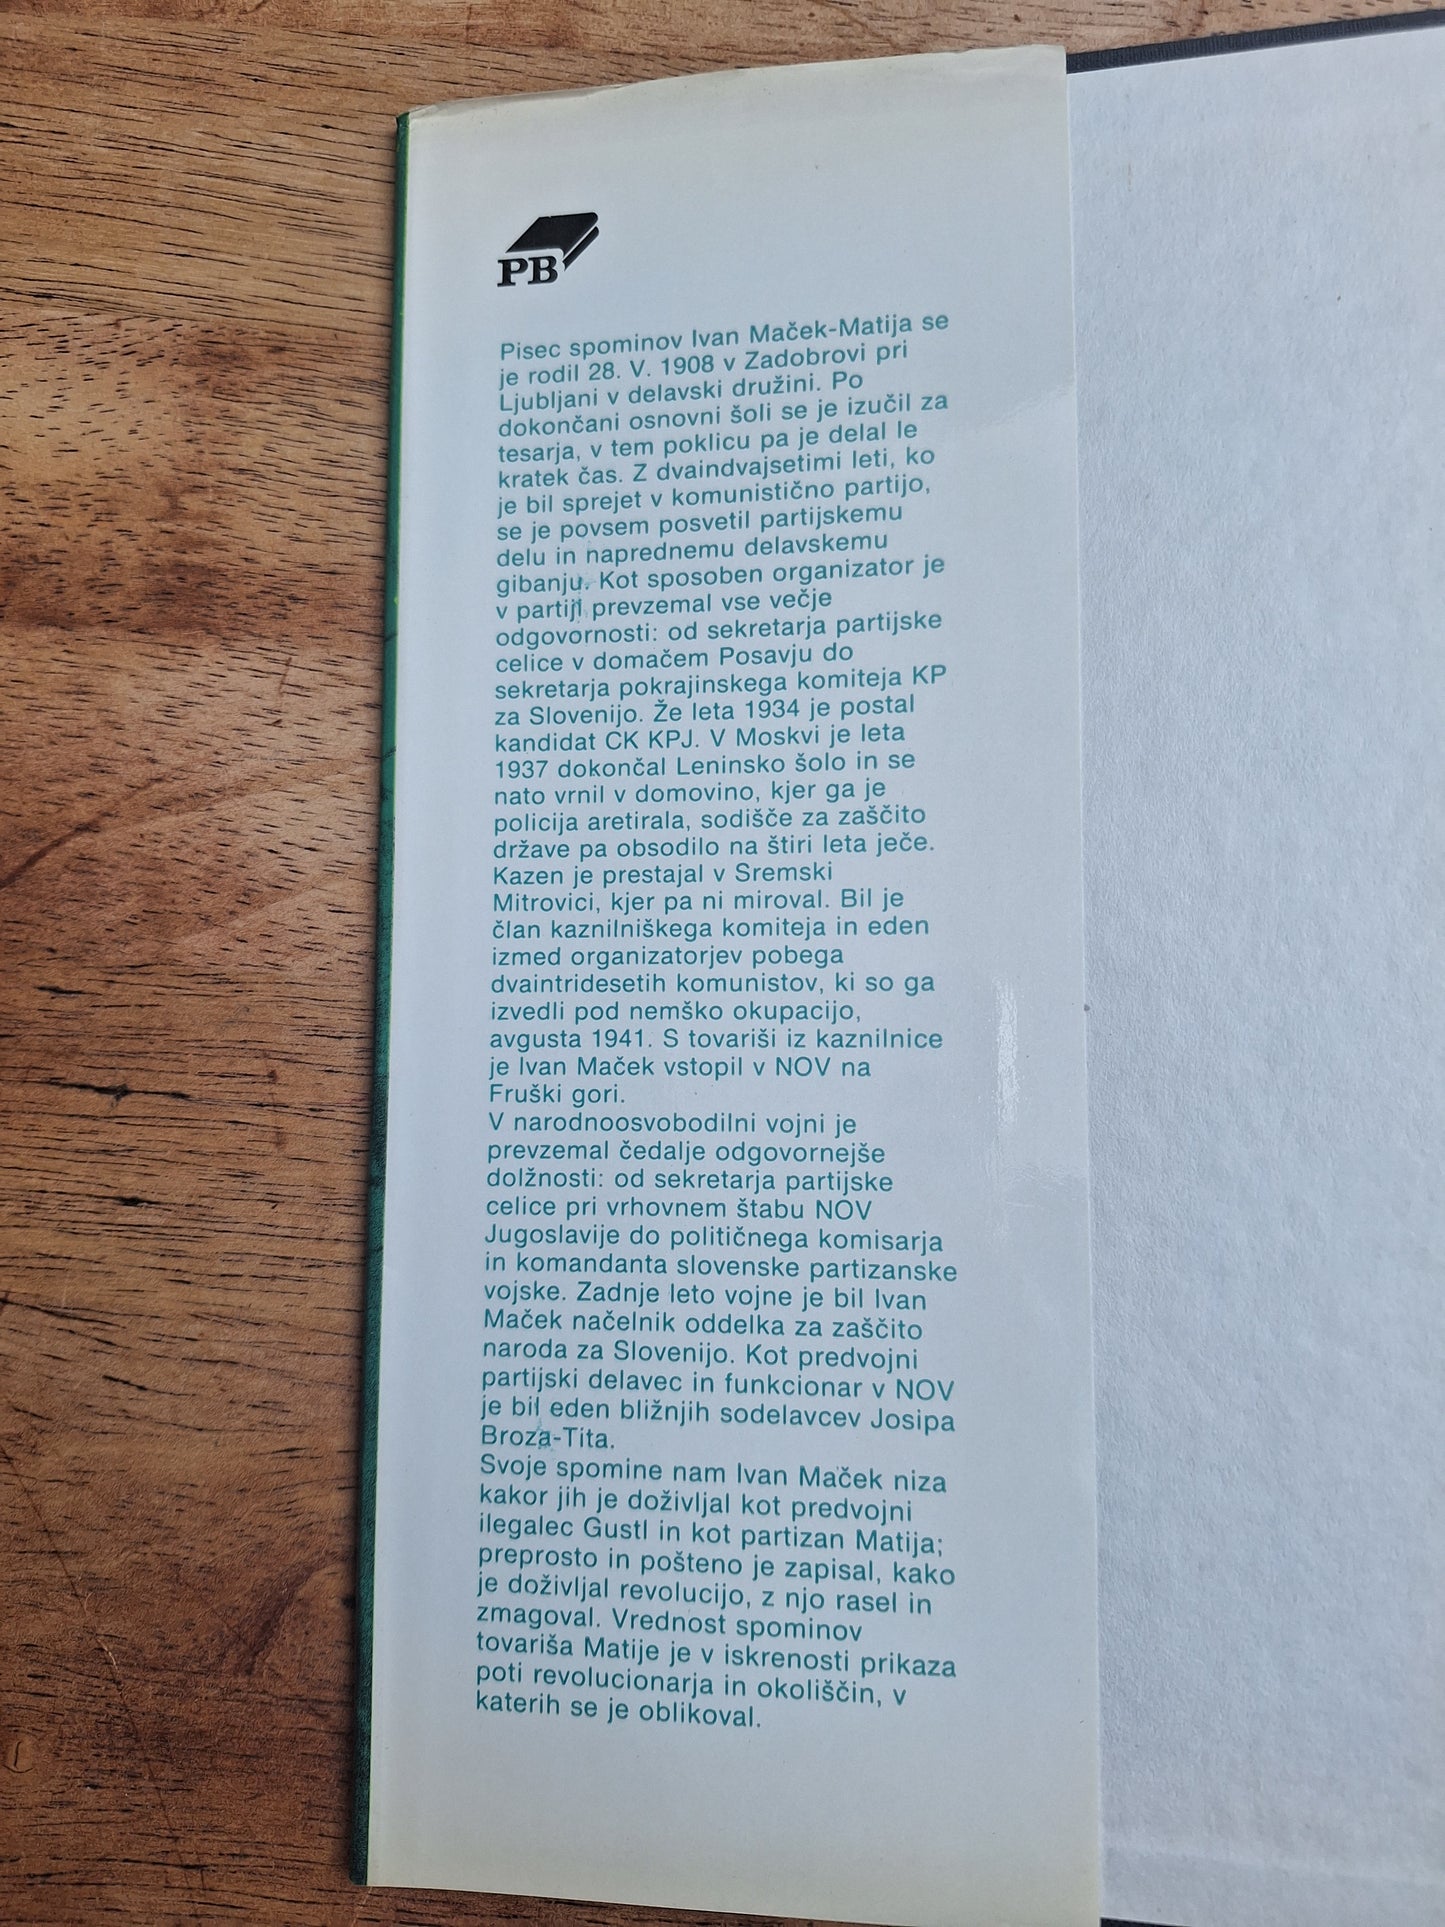 PB
Pisec spominov Ivan Maček-Matija se
je rodil 28. V. 1908 v Zadobrovi pri
Ljubljani v delavski družini. Po
dokončani osnovni šoli se je izučil za
tesarja, v tem poklicu pa je delal le
kratek čas. Z dvaindvajsetimi leti, ko
je bil sprejet v komunistično partijo,
se je povsem posvetil partijskemu
delu in naprednemu delavskemu
gibanju. Kot sposoben organizator je
v partiji prevzemal vse večje
odgovornosti: od sekretarja partijske
celice v domačem Posavju do
sekretarja pokrajinskega komiteja KP
za Slovenijo. Že leta 1934 je postal
kandidat CK KPJ. V Moskvi je leta
1937 dokončal Leninsko šolo in se
nato vrnil v domovino, kjer ga je
policija aretirala, sodišče za zaščito
države pa obsodilo na štiri leta ječe.
Kazen je prestajal v Sremski
Mitrovici, kjer pa ni miroval. Bil je
član kaznilniškega komiteja in eden
izmed organizatorjev pobega
dvaintridesetih komunistov, ki so ga
izvedli pod nemško okupacijo,
avgusta 1941. S tovariši iz kaznilnice
je Ivan Maček vstopil v NOV na
Fruški gori.
V narodnoosvobodilni vojni je
prevzemal čedalje odgovornejše
dolžnosti: od sekretarja partijske
celice pri vrhovnem štabu NOV
Jugoslavije do političnega komisarja
in komandanta slovenske partizanske
vojske. Zadnje leto vojne je bil Ivan
Maček načelnik oddelka za zaščito
naroda za Slovenijo. Kot predvojni
partijski delavec in funkcionar v NOV
je bil eden bližnjih sodelavcev Josipa
Broza-Tita.
Svoje spomine nam Ivan Maček niza
kakor jih je doživljal kot predvojni
ilegalec Gustl in kot partizan Matija;
preprosto in pošteno je zapisal, kako
je doživljal revolucijo, z njo rasel in
zmagoval. Vrednost spominov
tovariša Matije je v iskrenosti prikaza
poti revolucionarja in okoliščin, v
katerih se je oblikoval.